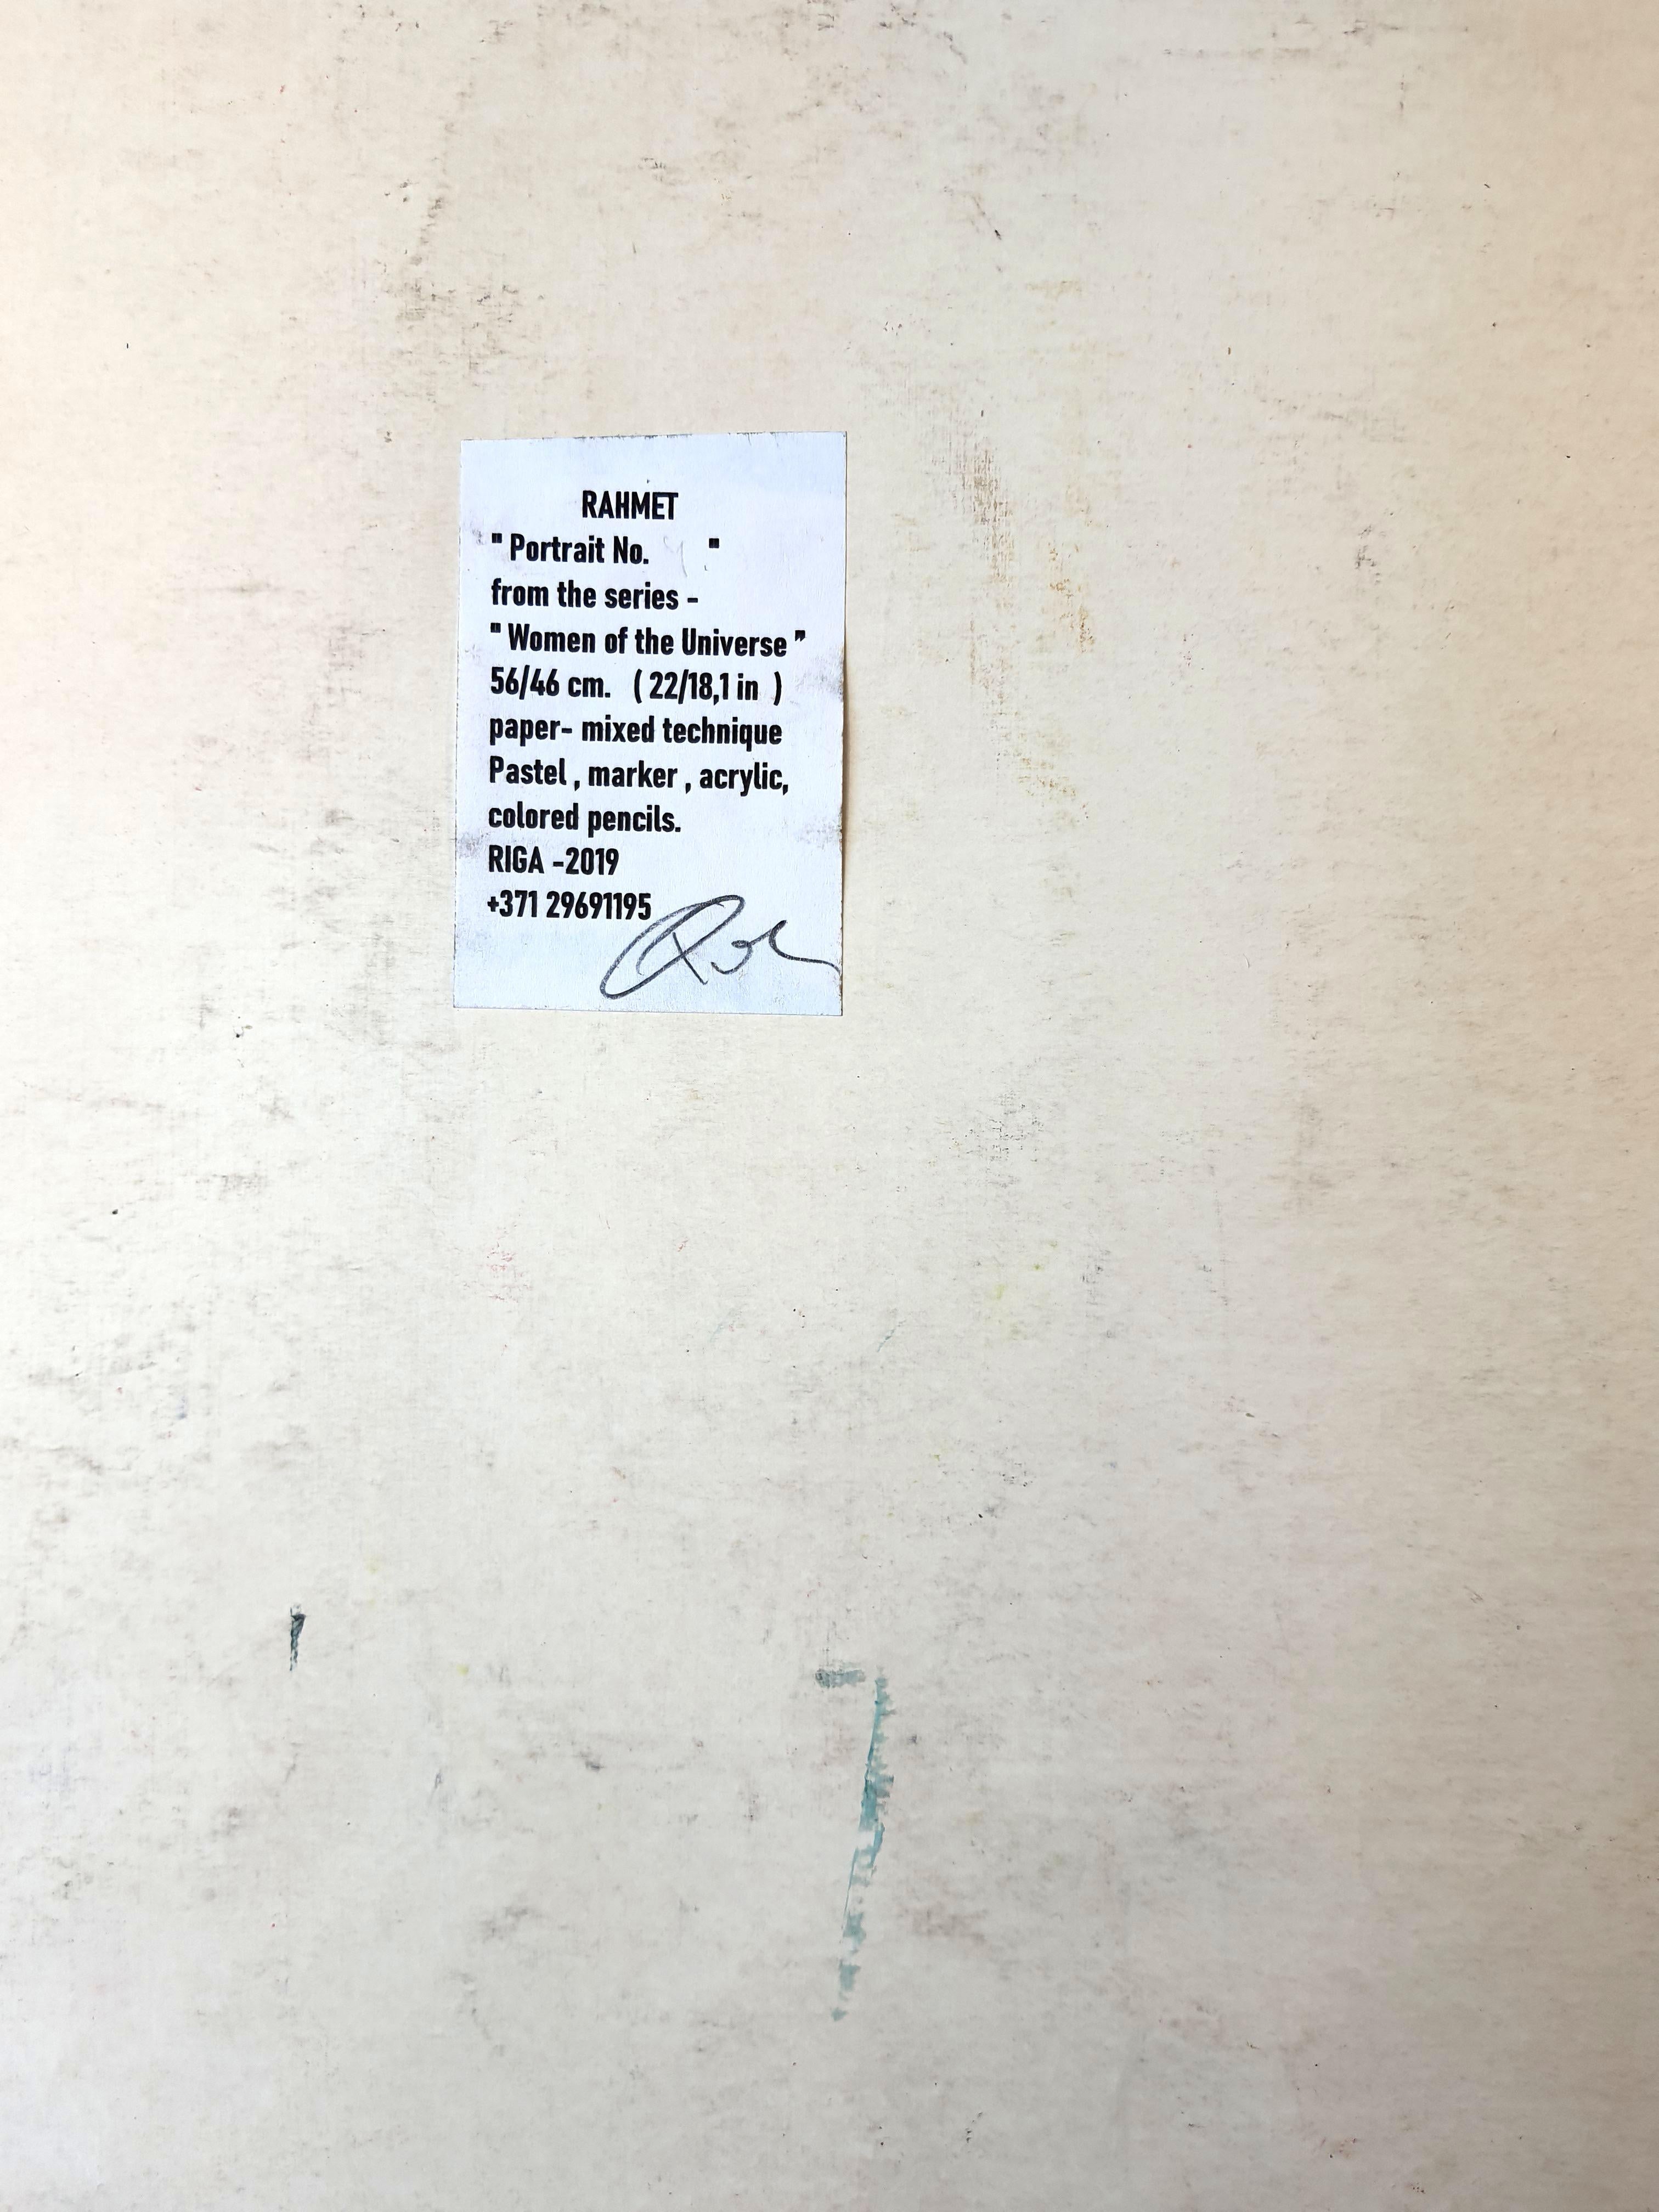 RAHMET
" Portrait No. "
from the series -
" Women of the Universe "
56/46 cm. ( 22/18,1 in )
paper- mixed technique
Pastel , marker , acrylic,
colored pencils.
RIGA -2019
+371 29691195